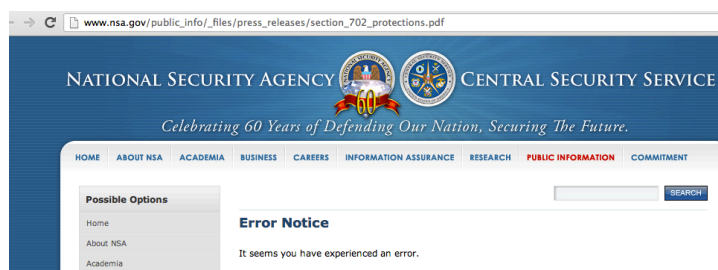 www.nsa.gov/public_info/_files/press_releases/section_702_protections.pdf
NATIONAL SECURITY AGENCY CENTRAL SECURITY SERVICE
60
Celebrating 60 Years of Defending Our Nation, Securing The Future.
HOME ABOUT NSA ACADEMIA BUSINESS CAREERS INFORMATION ASSURANCE RESEARCH PUBLIC INFORMATION COMMITMENT
Possible Options
SEARCH
Home
Error Notice
About NSA
It seems you have experienced an error.
Academia